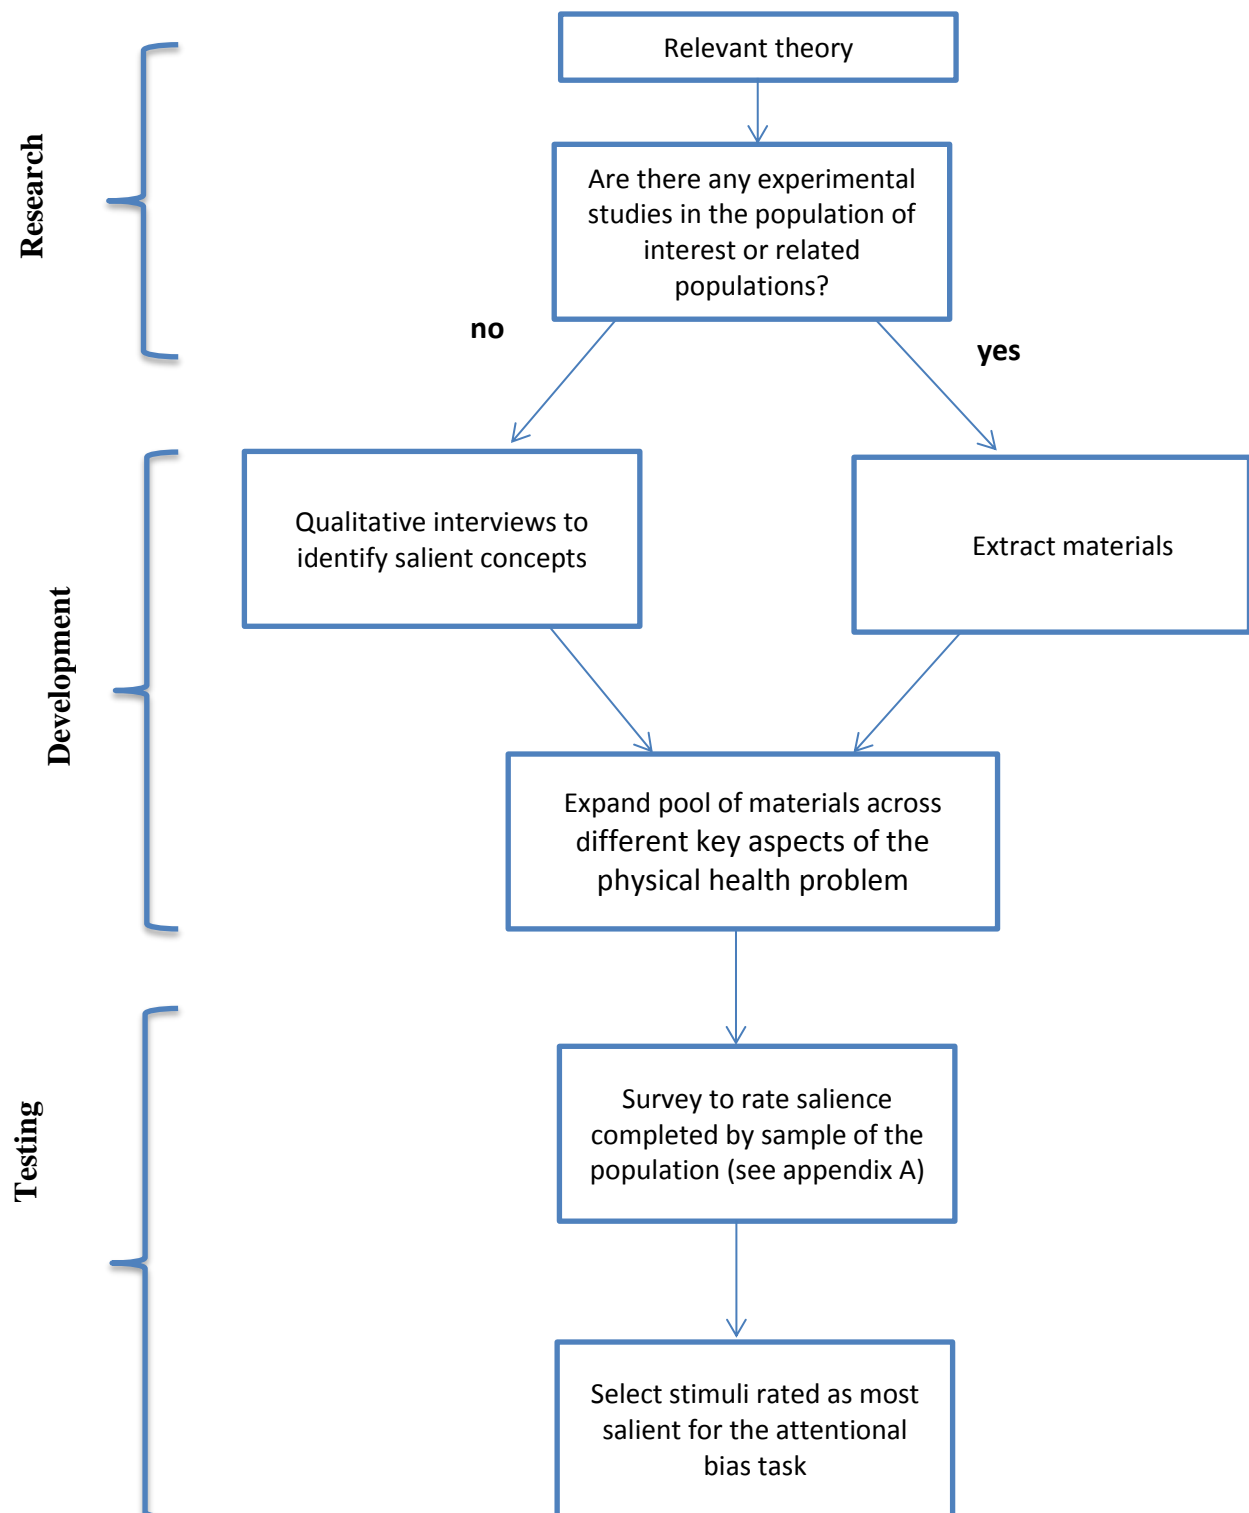 Relevant theory
Research
Are there any experimental
studies in the population of
interest or related
populations?
no
yes
Development
Qualitative interviews to
identify salient concepts
Extract materials
Expand pool of materials across
different key aspects of the
physical health problem
Testing
Survey to rate salience
completed by sample of the
population (see appendix A)
Select stimuli rated as most
salient for the attentional
bias task